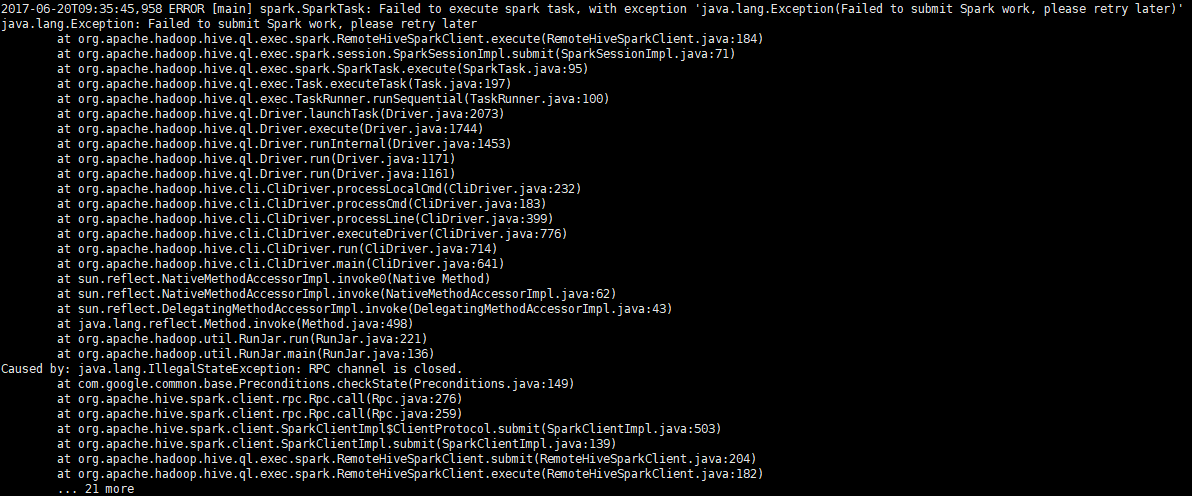 2017-06-20T09:35:45,958 ERROR [main] spark.SparkTask: Failed to execute spark task, with exception 'java.lang.Exception(Failed to submit Spark work, please retry later)'
java.lang.Exception: Failed to submit Spark work, please retry later
at org.apache.hadoop.hive.ql.exec.spark.RemoteHiveSparkClient.execute(RemoteHiveSparkClient.java:184)
at org.apache.hadoop.hive.ql.exec.spark.session.SparkSessionImpl.submit(SparkSessionImpl.java:71)
at org.apache.hadoop.hive.ql.exec.spark.SparkTask.execute(SparkTask.java:95)
at org.apache.hadoop.hive.ql.exec.Task.executeTask(Task.java:197)
at org.apache.hadoop.hive.ql.exec.TaskRunner.runSequential(TaskRunner.java:100)
at org.apache.hadoop.hive.ql.Driver.launchTask(Driver.java:2073)
at org.apache.hadoop.hive.ql.Driver.execute(Driver.java:1744)
at org.apache.hadoop.hive.ql.Driver.runInternal(Driver.java:1453)
at org.apache.hadoop.hive.ql.Driver.run(Driver.java:1171)
at org.apache.hadoop.hive.ql.Driver.run(Driver.java:1161)
at org.apache.hadoop.hive.cli.CliDriver.processLocalCmd(CliDriver.java:232)
at org.apache.hadoop.hive.cli.CliDriver.processCmd(CliDriver.java:183)
at org.apache.hadoop.hive.cli.CliDriver.processLine(CliDriver.java:399)
at org.apache.hadoop.hive.cli.CliDriver.executeDriver(CliDriver.java:776)
at org.apache.hadoop.hive.cli.CliDriver.run(CliDriver.java:714)
at org.apache.hadoop.hive.cli.CliDriver.main(CliDriver.java:641)
at sun.reflect.NativeMethodAccessorImpl.invoke0(Native Method)
at sun.reflect.NativeMethodAccessorImpl.invoke(NativeMethodAccessorImpl.java:62)
at sun.reflect.DelegatingMethodAccessorImpl.invoke(DelegatingMethodAccessorImpl.java:43)
at java.lang.reflect.Method.invoke(Method.java:498)
at org.apache.hadoop.util.RunJar.run(RunJar.java:221)
at org.apache.hadoop.util.RunJar.main(RunJar.java:136)
Caused by: java.lang.IllegalStateException: RPC channel is closed.
at com.google.common.base.Preconditions.checkState(Preconditions.java:149)
at org.apache.hive.spark.client.rpc.Rpc.call(Rpc.java:276)
at org.apache.hive.spark.client.rpc.Rpc.call(Rpc.java:259)
at org.apache.hive.spark.client.SparkClientImpl$ClientProtocol.submit(SparkClientImpl.java:503)
at org.apache.hive.spark.client.SparkClientImpl.submit(SparkClientImpl.java:139)
at org.apache.hadoop.hive.ql.exec.spark.RemoteHiveSparkClient.submit(RemoteHiveSparkClient.java:204)
at org.apache.hadoop.hive.ql.exec.spark.RemoteHiveSparkClient.execute(RemoteHiveSparkClient.java:182)
... 21 more